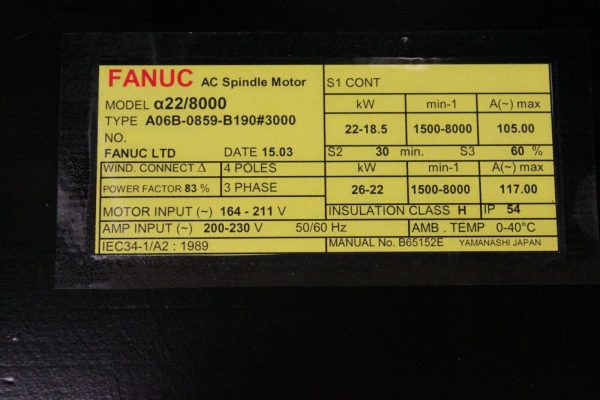 FANUC AC Spindle Motor
MODEL α22/8000
TYPE A06B-0859-B190#3000
NO.
FANUC LTD DATE 15.03
WIND. CONNECT Δ 4 POLES
POWER FACTOR 83 % 3 PHASE
MOTOR INPUT (~) 164 - 211 V
AMP INPUT (~) 200-230 V 50/60 Hz
IEC34-1/A2 : 1989
S1 CONT
kW min-1 A(~) max
22-18.5 1500-8000 105.00
S2 30 min. S3 60 %
kW min-1 A(~) max
26-22 1500-8000 117.00
INSULATION CLASS H IP 54
AMB . TEMP 0-40°C
MANUAL No. B65152E YAMANASHI JAPAN